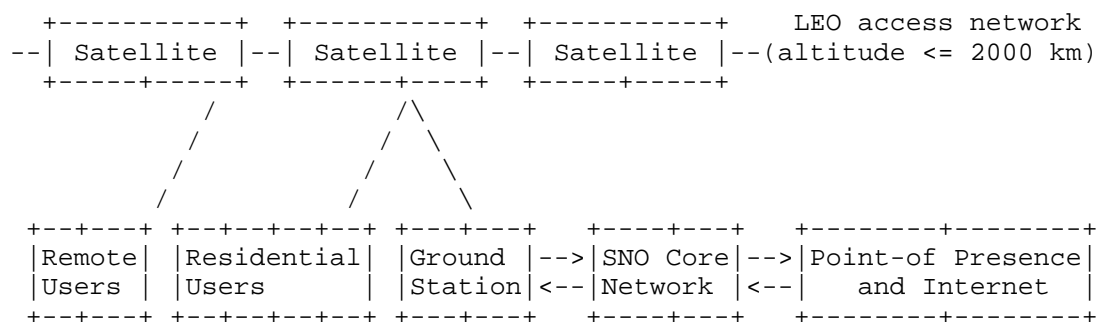 +-----------+ +-----------+ +-----------+ LEO access network
--| Satellite |--| Satellite |--| Satellite |--(altitude <= 2000 km)
+-----+-----+ +------+----+ +-----+-----+
/ /\
/ / \
/ / \
/ / \
/ / \
+--+---+ +--+--+--+--+ +---+---+ +----+---+ +--------+--------+
|Remote| |Residential| |Ground |-->|SNO Core|-->|Point-of Presence|
|Users | |Users | |Station|<--|Network |<--| and Internet |
+--+---+ +--+--+--+--+ +---+---+ +----+---+ +--------+--------+